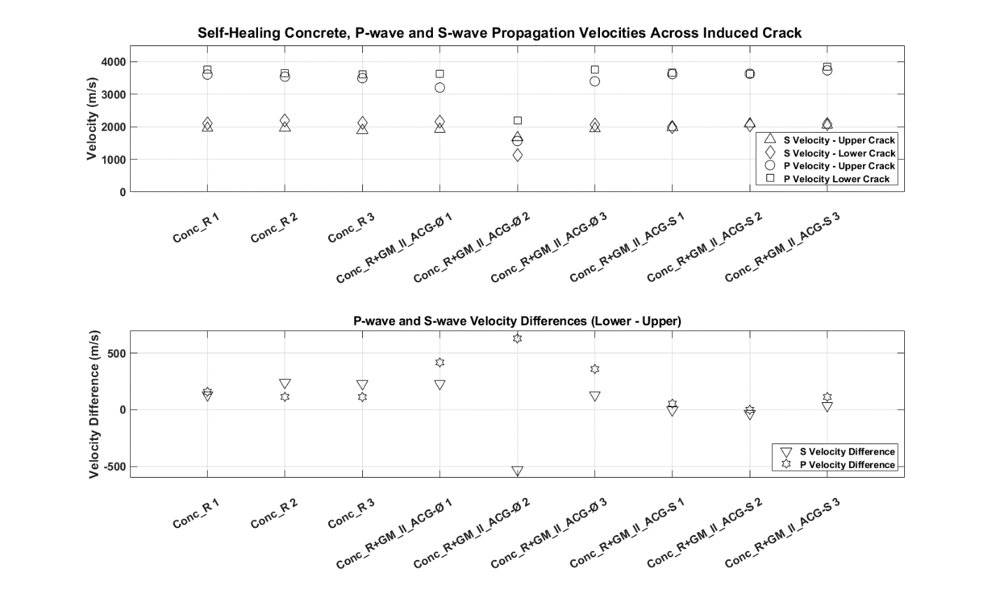 Self-Healing Concrete, P-wave and S-wave Propagation Velocities Across Induced Crack
Velocity (m/s)
4000
3000
2000
1000
0
S Velocity - Upper Crack
S Velocity - Lower Crack
P Velocity - Upper Crack
P Velocity Lower Crack
Conc_R 1
Conc_R 2
Conc_R 3
Conc_R+GM_II_ACG-Ø 1
Conc_R+GM_II_ACG-Ø 2
Conc_R+GM_II_ACG-Ø 3
Conc_R+GM_II_ACG-S 1
Conc_R+GM_II_ACG-S 2
Conc_R+GM_II_ACG-S 3
P-wave and S-wave Velocity Differences (Lower - Upper)
Velocity Difference (m/s)
500
0
-500
S Velocity Difference
P Velocity Difference
Conc_R 1
Conc_R 2
Conc_R 3
Conc_R+GM_II_ACG-Ø 1
Conc_R+GM_II_ACG-Ø 2
Conc_R+GM_II_ACG-Ø 3
Conc_R+GM_II_ACG-S 1
Conc_R+GM_II_ACG-S 2
Conc_R+GM_II_ACG-S 3